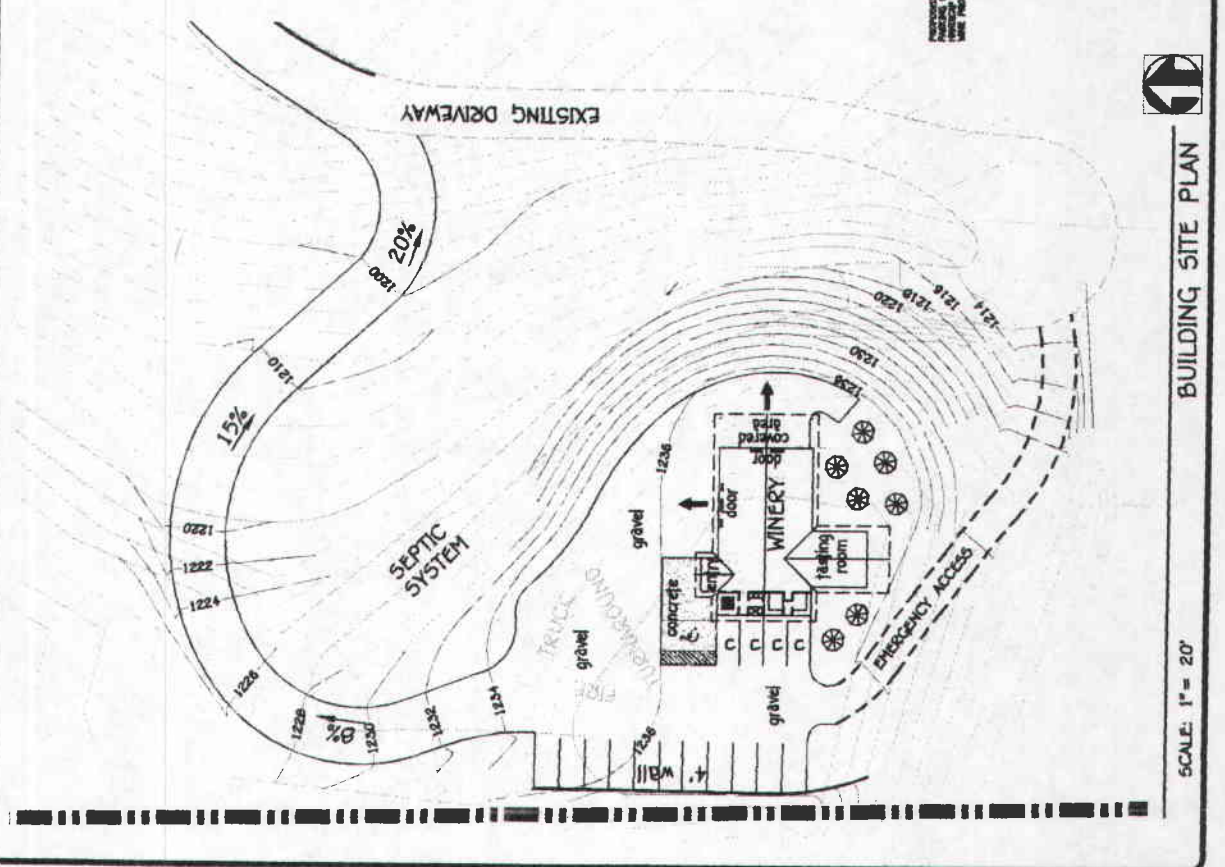 EXISTING DRIVEWAY
20%
1200
1210
15%
1220
1222
1224
1226
1228
8%
1230
1232
1234
SEPTIC
SYSTEM
1220
1218
1216
1214
1230
1238
1236
gravel
TRUCK
TURNAROUND
gravel
concrete
entry
door
door
covered
area
WINERY
tasting
room
C
C
C
C
gravel
1236
4' wall
EMERGENCY ACCESS
SCALE: 1" = 20'
BUILDING SITE PLAN